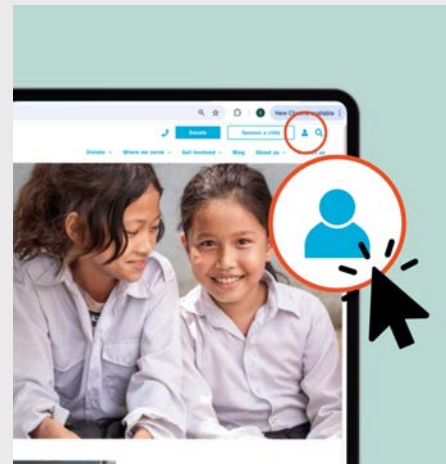 New Chrome available
Donate Sponsor a child
Donate Where we serve Get involved Blog About us